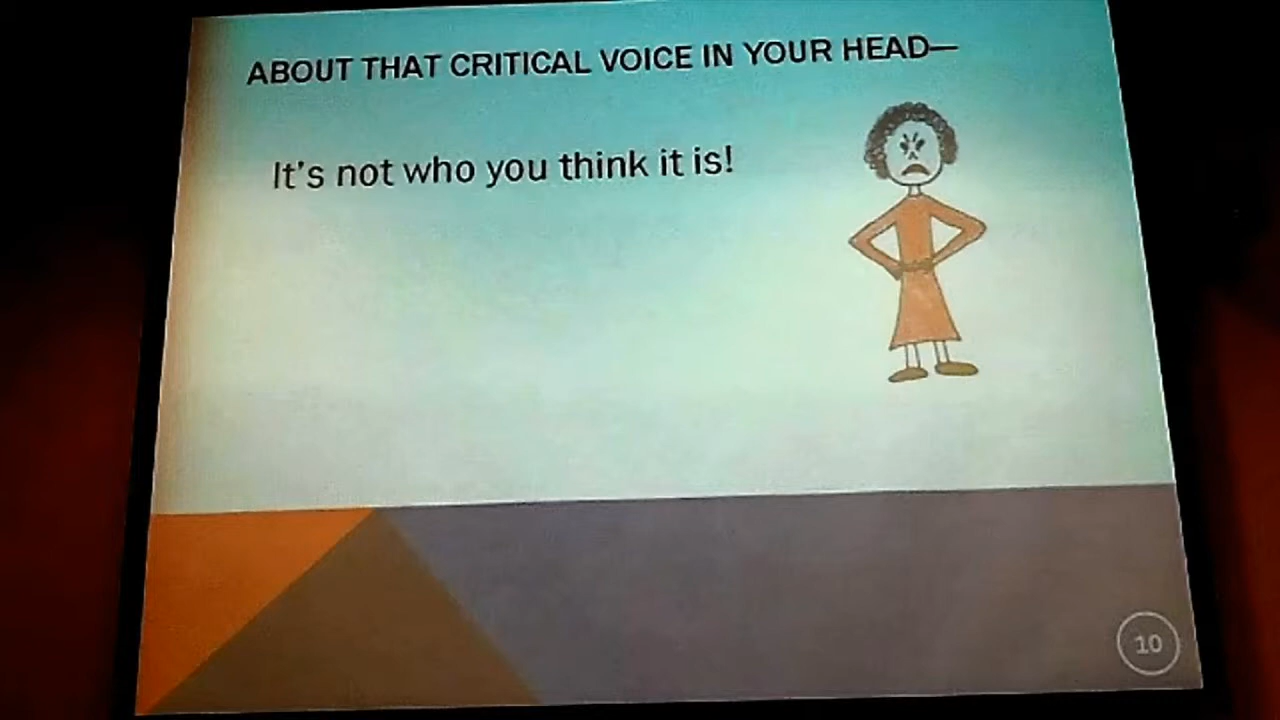 ABOUT THAT CRITICAL VOICE IN YOUR HEAD—
It's not who you think it is!
10